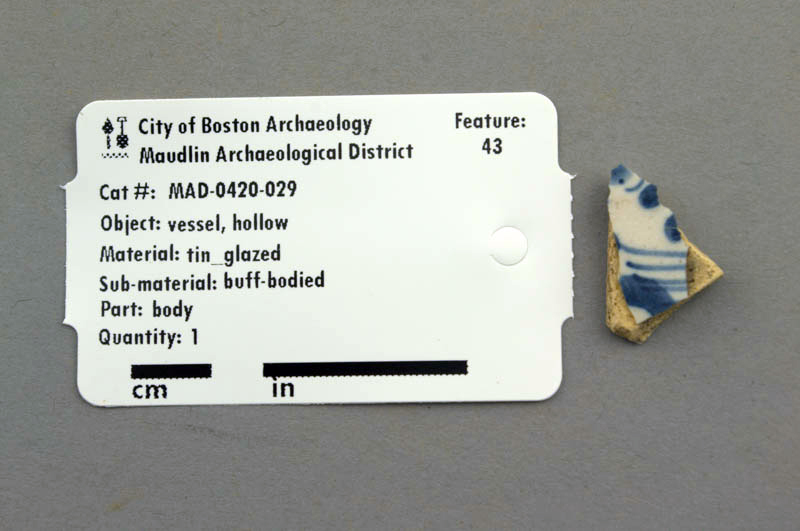 City of Boston Archaeology
Maudlin Archaeological District
Feature:
43
Cat #: MAD-0420-029
Object: vessel, hollow
Material: tin_glazed
Sub-material: buff-bodied
Part: body
Quantity: 1
cm in